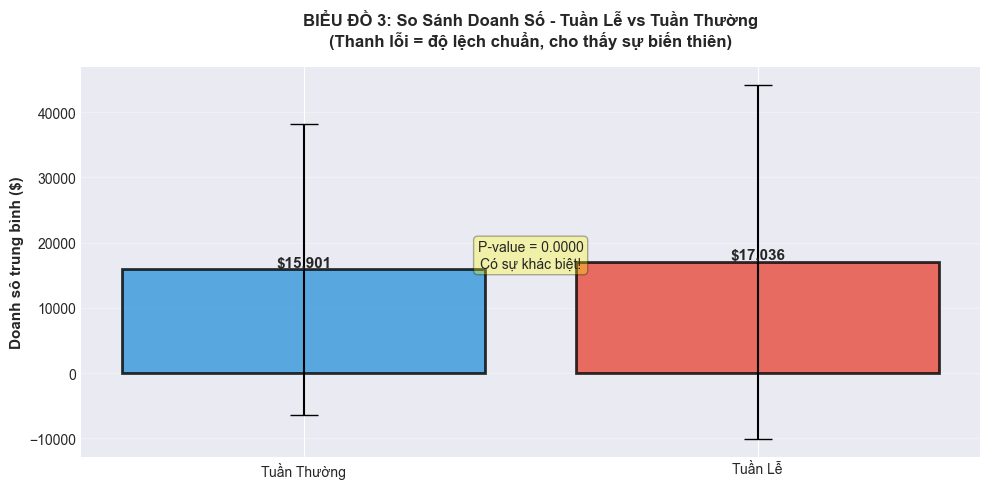 BIỂU ĐỒ 3: So Sánh Doanh Số - Tuần Lễ vs Tuần Thường
(Thanh lỗi = độ lệch chuẩn, cho thấy sự biến thiên)
Doanh số trung bình ($)
40000
30000
20000
10000
0
−10000
$15,901
P-value = 0.0000
Có sự khác biệt!
$17,036
Tuần Thường
Tuần Lễ